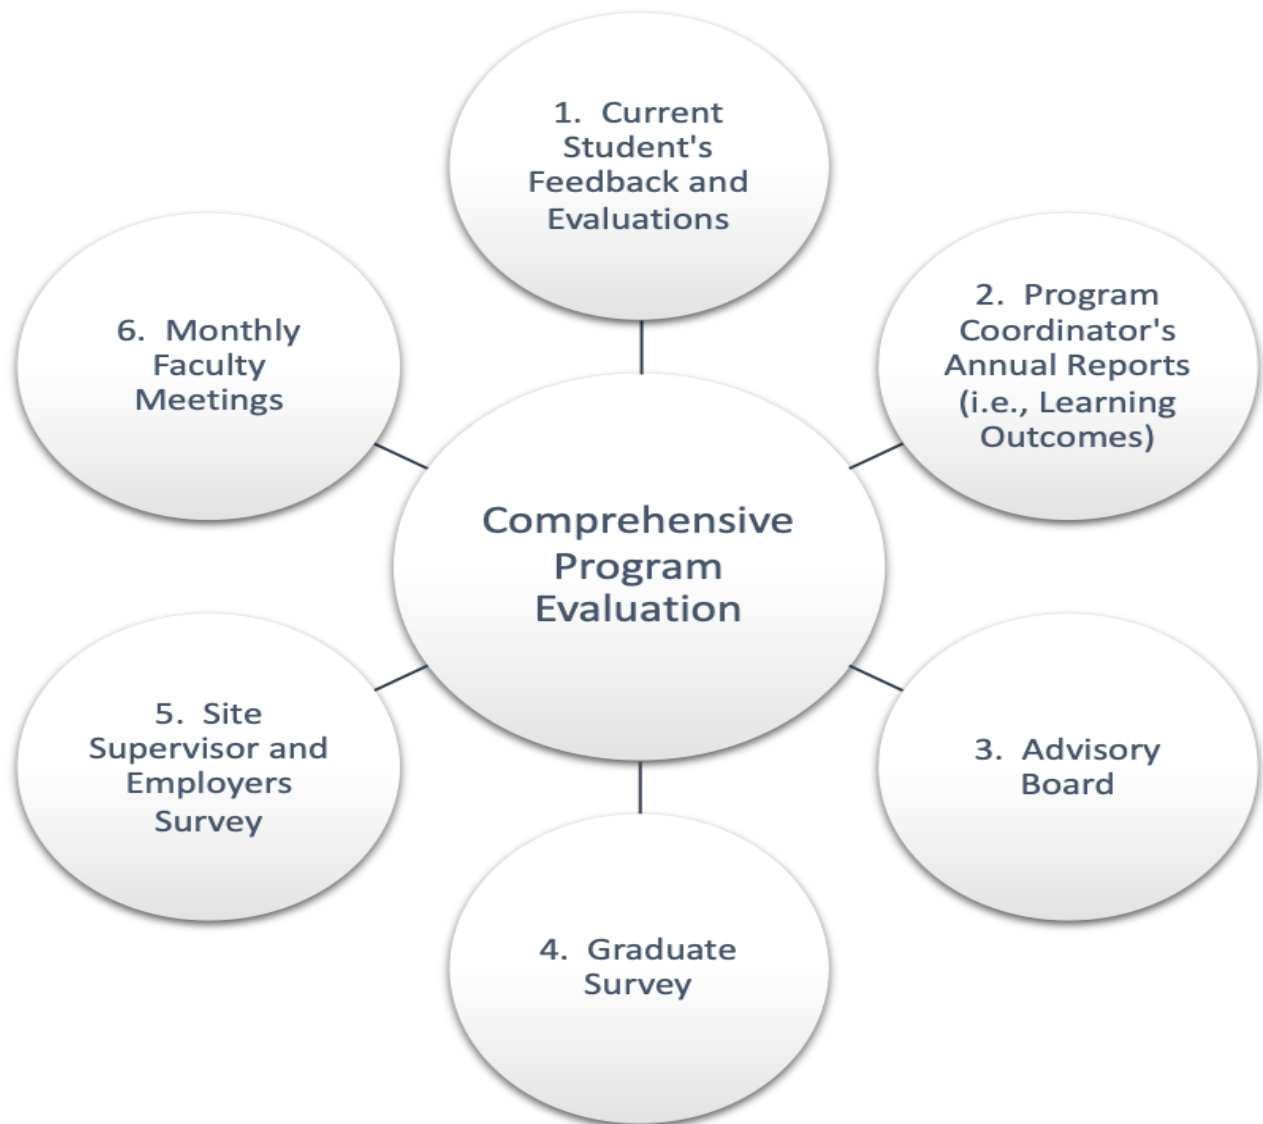 1. Current
Student's
Feedback and
Evaluations
2. Program
Coordinator's
Annual Reports
(i.e., Learning
Outcomes)
6. Monthly
Faculty
Meetings
Comprehensive
Program
Evaluation
5. Site
Supervisor and
Employers
Survey
3. Advisory
Board
4. Graduate
Survey